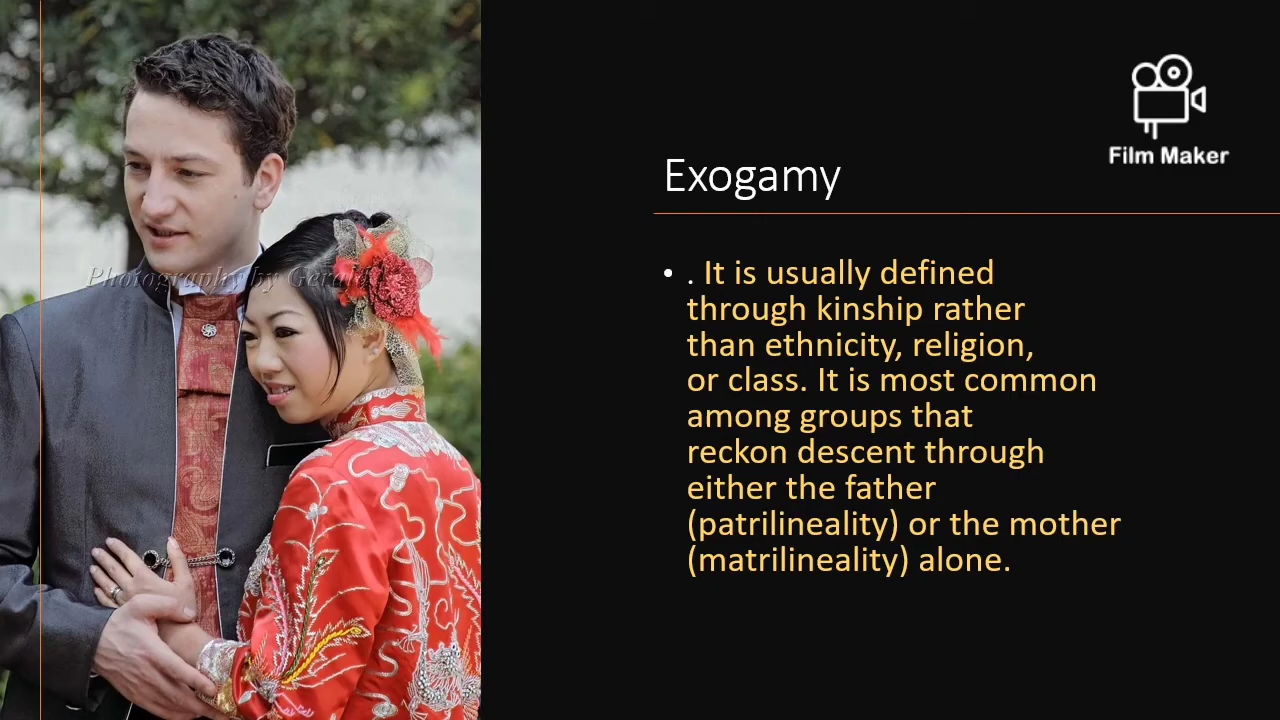 Film Maker
Exogamy
Photography by Gerald
• . It is usually defined
through kinship rather
than ethnicity, religion,
or class. It is most common
among groups that
reckon descent through
either the father
(patrilineality) or the mother
(matrilineality) alone.